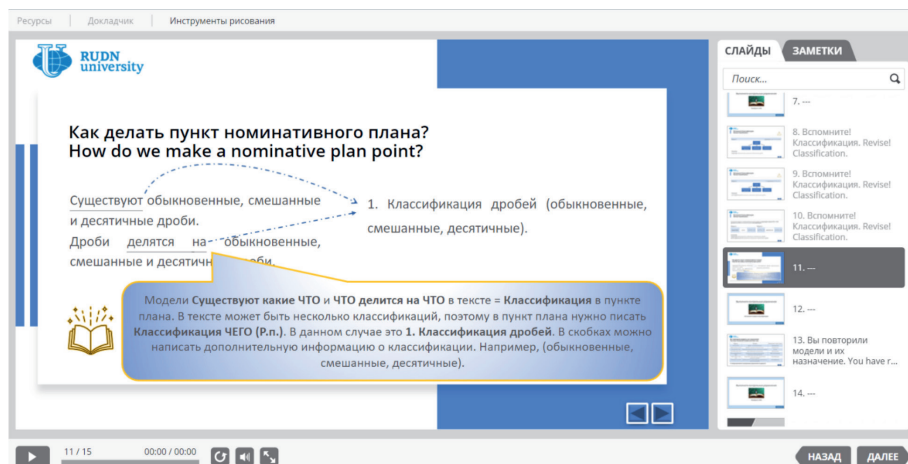 Ресурсы
Докладчик
Инструменты рисования
RUDN
university
Как делать пункт номинативного плана?
How do we make a nominative plan point?
Существуют обыкновенные, смешанные
и десятичные дроби.
Дроби делятся на обыкновенные,
смешанные и
1. Классификация дробей (обыкновенные,
смешанные, десятичные).
Модели Существуют какие ЧТО и ЧТО делится на ЧТО в тексте = Классификация в пункте
плана. В тексте может быть несколько классификаций, поэтому в пункт плана нужно писать
Классификация ЧЕГО (Р.п.). В данном случае это 1. Классификация дробей. В скобках можно
написать дополнительную информацию о классификации. Например, (обыкновенные,
смешанные, десятичные).
СЛАЙДЫ
ЗАМЕТКИ
Поиск...
7. ---
8. Вспомните!
Классификация. Revise!
Classification.
9. Вспомните!
Классификация. Revise!
Classification.
10. Вспомните!
Классификация. Revise!
Classification.
11. ---
12. ---
13. Вы повторили
модели и их
назначение. You have r...
14. ---
11 / 15
00:00 / 00:00
НАЗАД
ДАЛЕЕ